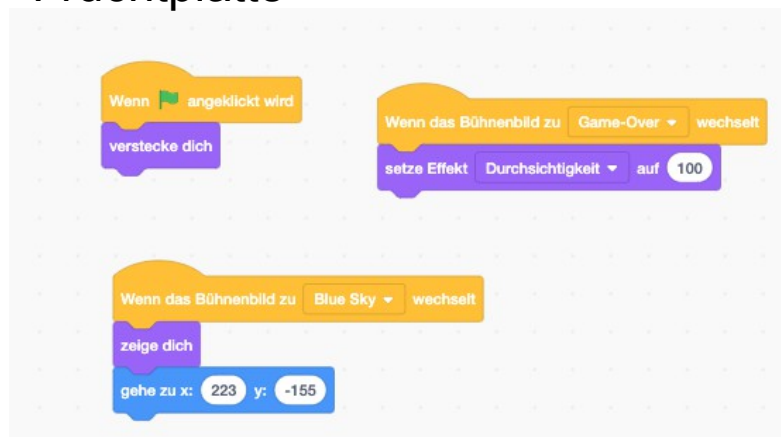 Wenn angeklickt wird
verstecke dich
Wenn das Bühnenbild zu Game-Over wechselt
setze Effekt Durchsichtigkeit auf 100
Wenn das Bühnenbild zu Blue Sky wechselt
zeige dich
gehe zu x: 223 y: -155